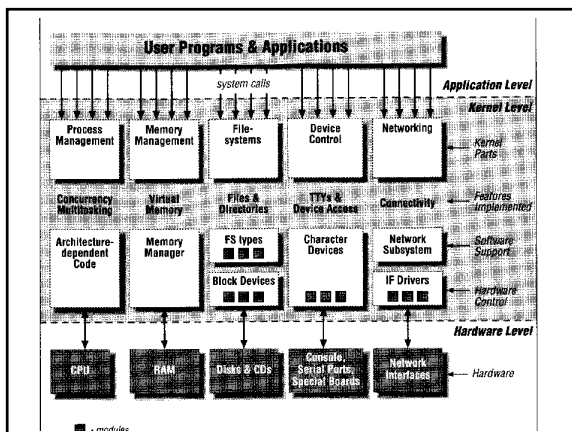 User Programs & Applications
system calls
Application Level
Kernel Level
Process
Management
Memory
Management
File-
systems
Device
Control
Networking
Kernel
Parts
Concurrency
Multitasking
Virtual
Memory
Files &
Directories
TTYs &
Device Access
Connectivity
Features
Implemented
Architecture-
dependent
Code
Memory
Manager
FS types
Character
Devices
Network
Subsystem
Software
Support
Block Devices
IF Drivers
Hardware
Control
Hardware Level
CPU
RAM
Disks & CDs
Console,
Serial Ports,
Special Boards
Network
Interfaces
Hardware
modules